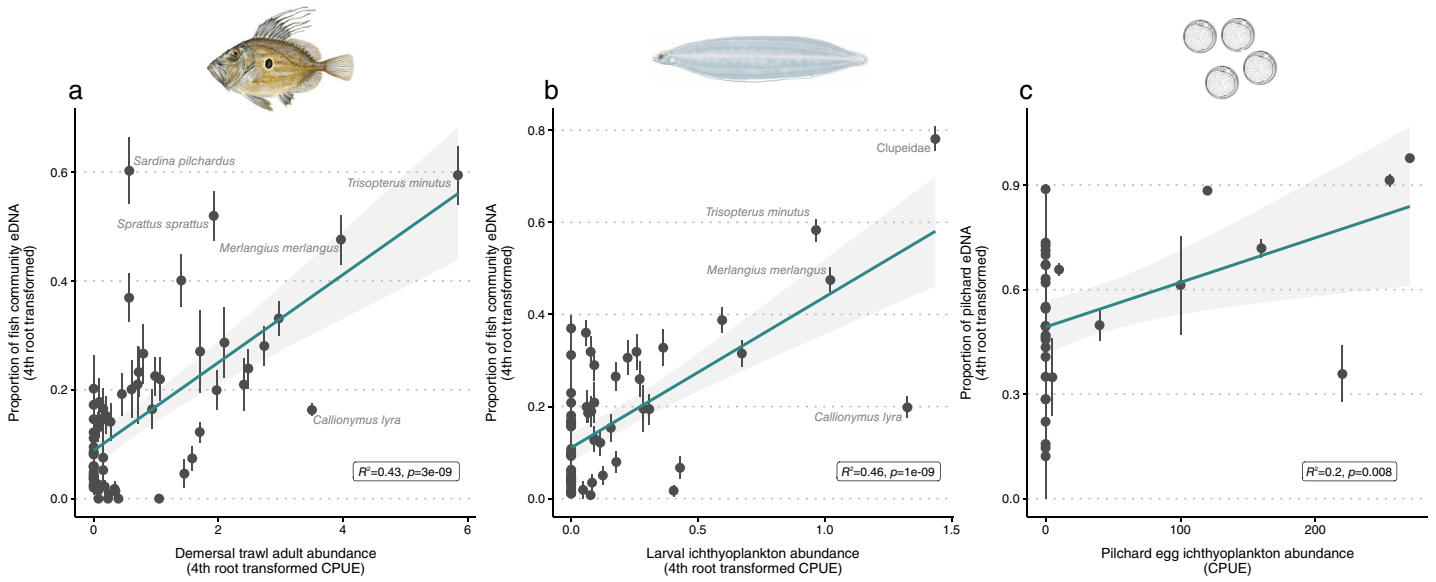 a
Proportion of fish community eDNA
(4th root transformed)
0.6
0.4
0.2
0.0
Sardina pilchardus
Trisopterus minutus
Sprattus sprattus
Merlangius merlangus
Callionymus lyra
R²=0.43, p=3e-09
0
2
4
6
Demersal trawl adult abundance
(4th root transformed CPUE)
b
Proportion of fish community eDNA
(4th root transformed)
0.8
0.6
0.4
0.2
0.0
Clupeidae
Trisopterus minutus
Merlangius merlangus
Callionymus lyra
R²=0.46, p=1e-09
0.0
0.5
1.0
1.5
Larval ichthyoplankton abundance
(4th root transformed CPUE)
c
Proportion of pilchard eDNA
(4th root transformed)
0.9
0.6
0.3
0.0
R²=0.2, p=0.008
0
100
200
Pilchard egg ichthyoplankton abundance
(CPUE)